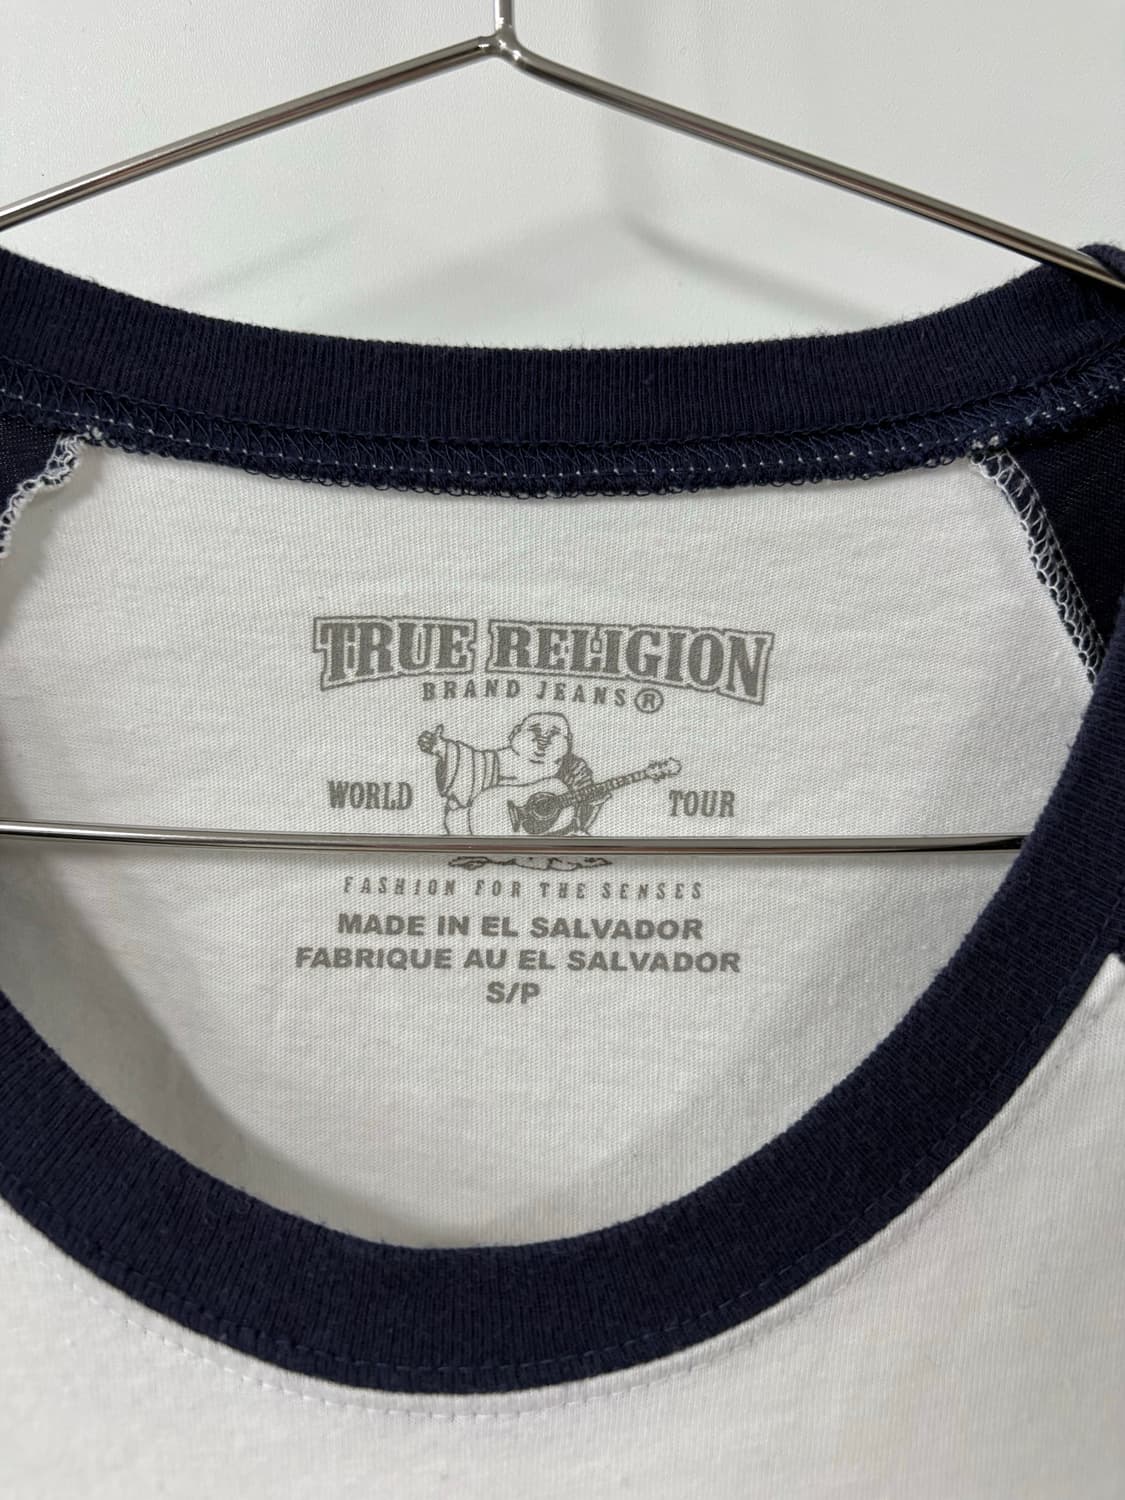 TRUE RELIGION
BRAND JEANS®
WORLD TOUR
FASHION FOR THE SENSES
MADE IN EL SALVADOR
FABRIQUE AU EL SALVADOR
S/P